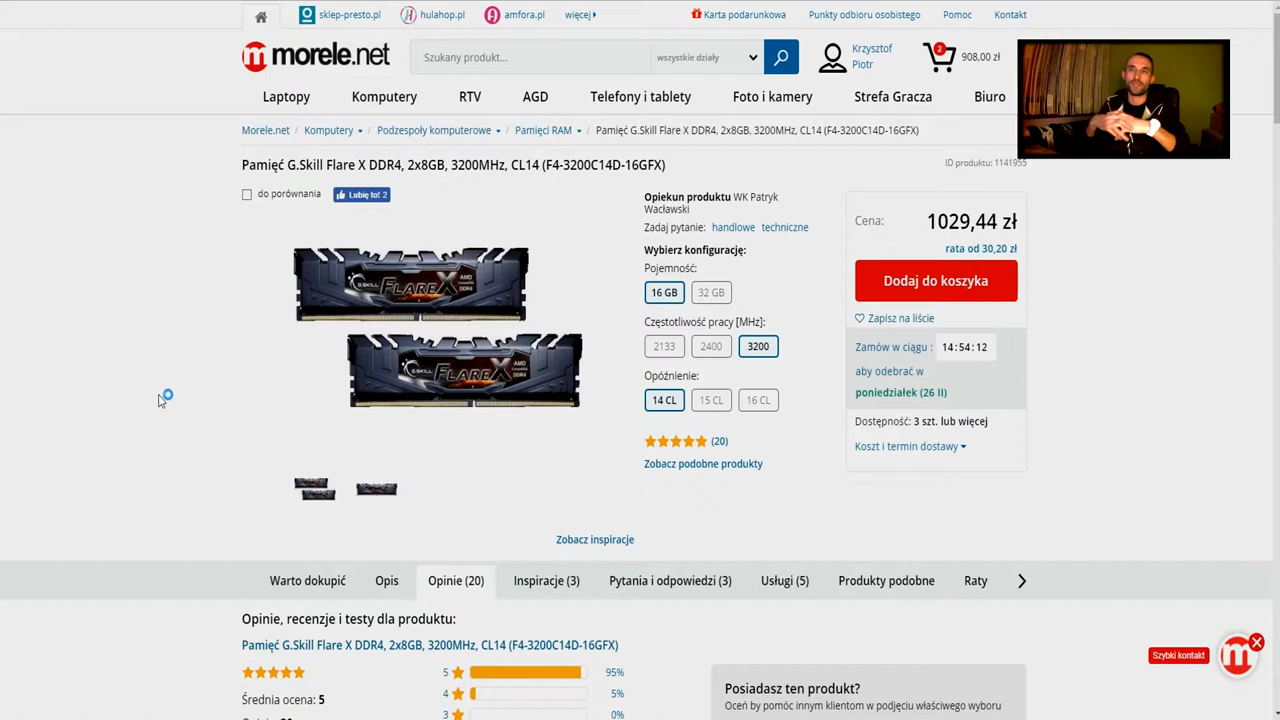 sklep-presto.pl
hulahop.pl
amfora.pl
więcej
Karta podarunkowa
Punkty odbioru osobistego
Pomoc
Kontakt
morele.net
Szukany produkt...
wszystkie działy
Krzysztof
Piotr
2
908,00 zł
Laptopy
Komputery
RTV
AGD
Telefony i tablety
Foto i kamery
Strefa Gracza
Biuro
Morele.net
Komputery
Podzespoły komputerowe
Pamięci RAM
Pamięć G.Skill Flare X DDR4, 2x8GB, 3200MHz, CL14 (F4-3200C14D-16GFX)
Pamięć G.Skill Flare X DDR4, 2x8GB, 3200MHz, CL14 (F4-3200C14D-16GFX)
ID produktu: 1141955
do porównania
Lubię to! 2
G.SKILL FLARE X AMD DDR4
G.SKILL FLARE X AMD DDR4
Opiekun produktu WK Patryk
Wacławski
Zadaj pytanie: handlowe techniczne
Wybierz konfigurację:
Pojemność:
16 GB
32 GB
Częstotliwość pracy [MHz]:
2133
2400
3200
Opóźnienie:
14 CL
15 CL
16 CL
(20)
Zobacz podobne produkty
Cena: 1029,44 zł
rata od 30,20 zł
Dodaj do koszyka
Zapisz na liście
Zamów w ciągu : 14:54:12
aby odebrać w
poniedziałek (26 II)
Dostępność: 3 szt. lub więcej
Koszt i termin dostawy
Zobacz inspiracje
Warto dokupić
Opis
Opinie (20)
Inspiracje (3)
Pytania i odpowiedzi (3)
Usługi (5)
Produkty podobne
Raty
Opinie, recenzje i testy dla produktu:
Pamięć G.Skill Flare X DDR4, 2x8GB, 3200MHz, CL14 (F4-3200C14D-16GFX)
5 95%
Średnia ocena: 5
4 5%
3 0%
Posiadasz ten produkt?
Oceń by pomóc innym klientom w podjęciu właściwego wyboru
Szybki kontakt